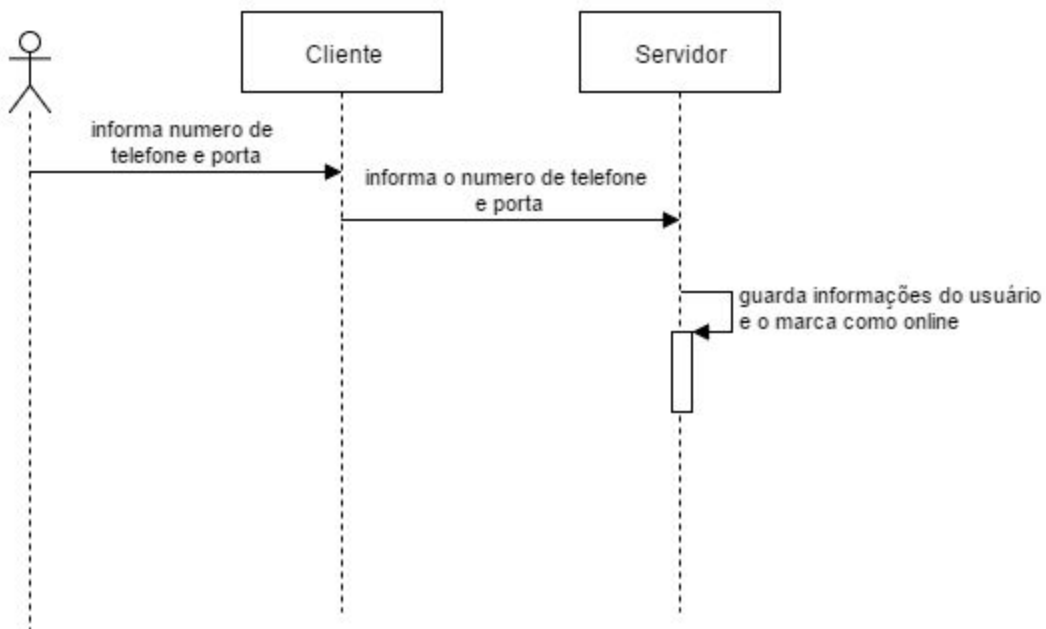 Cliente
Servidor
informa numero de
telefone e porta
informa o numero de telefone
e porta
guarda informações do usuário
e o marca como online